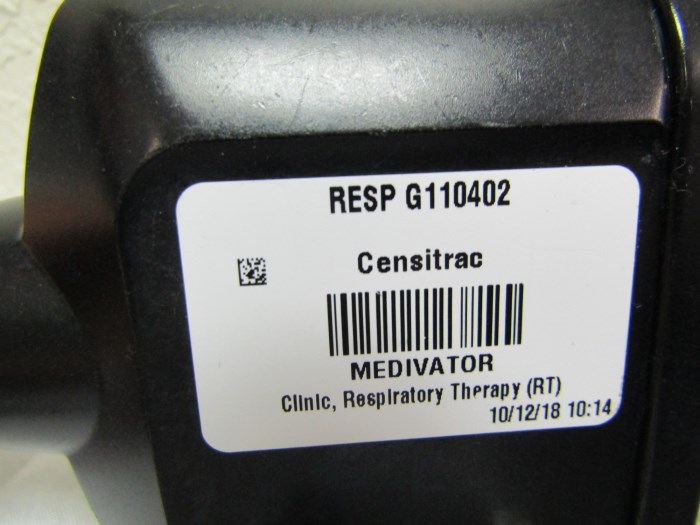 RESP G110402
Censitrac
MEDIVATOR
Clinic, Respiratory Therapy (RT)
10/12/18 10:14